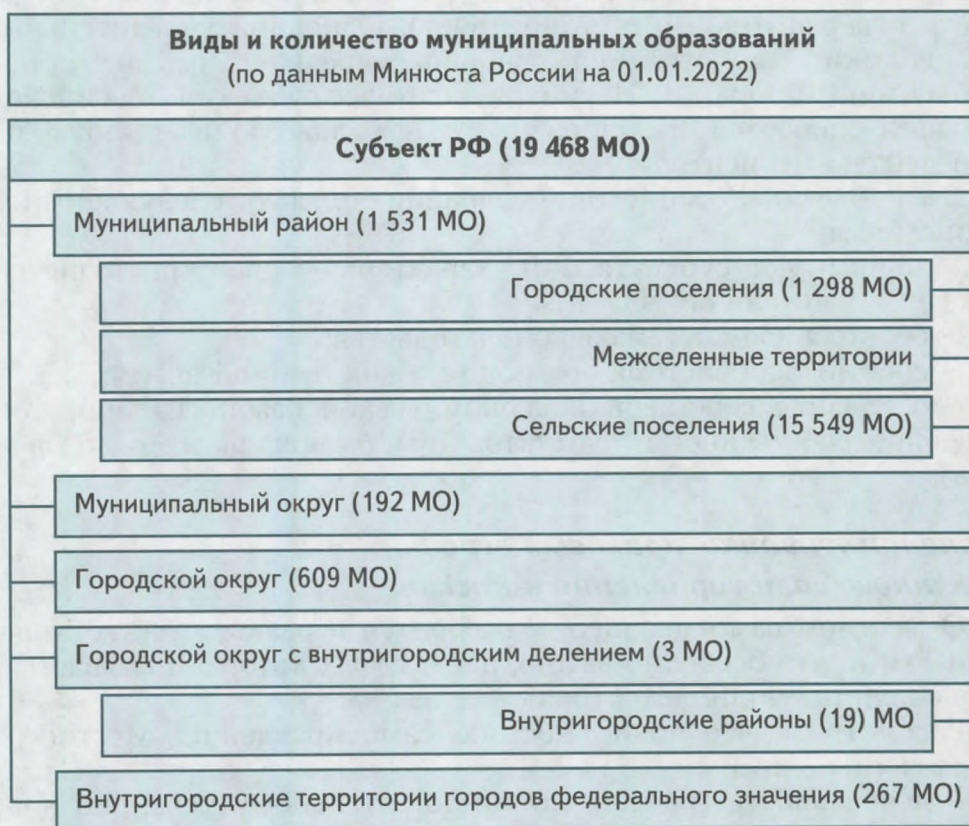 Виды и количество муниципальных образований
(по данным Минюста России на 01.01.2022)
Субъект РФ (19 468 МО)
Муниципальный район (1 531 МО)
Городские поселения (1 298 МО)
Межселенные территории
Сельские поселения (15 549 МО)
Муниципальный округ (192 МО)
Городской округ (609 МО)
Городской округ с внутригородским делением (3 МО)
Внутригородские районы (19) МО
Внутригородские территории городов федерального значения (267 МО)